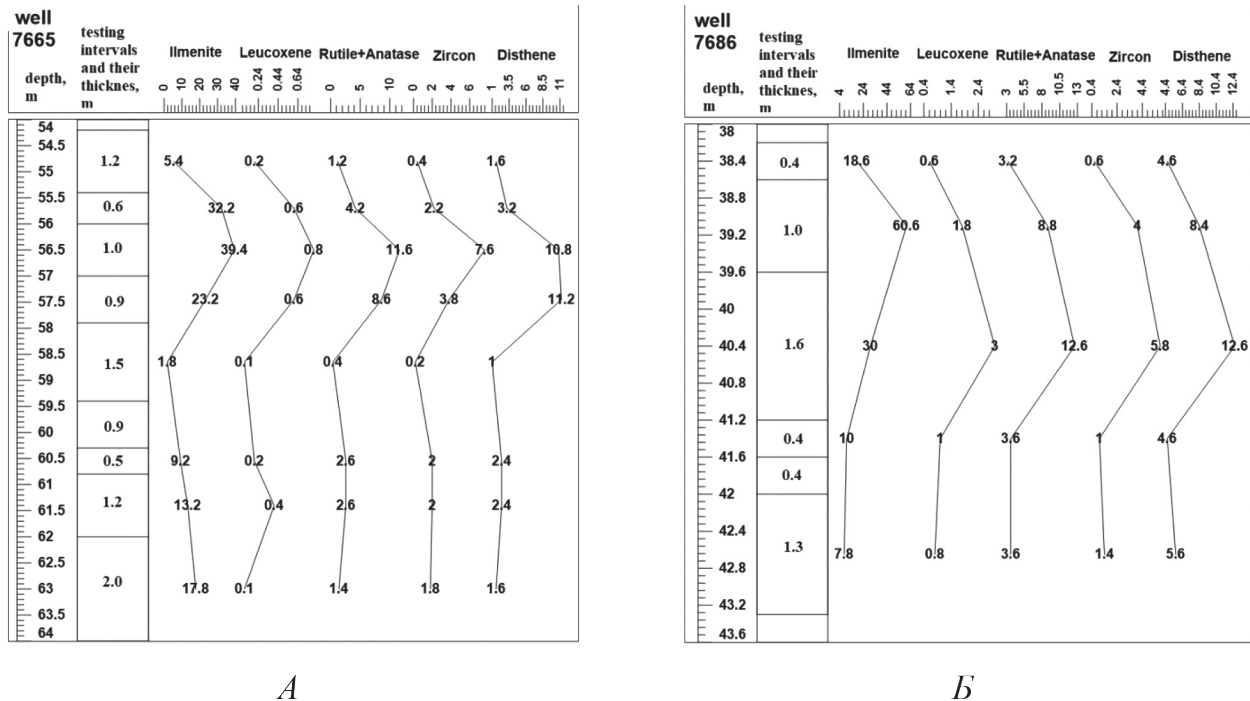 well
7665
depth,
m
testing
intervals
and their
thicknes,
m
Ilmenite Leucoxene Rutile+Anatase Zircon Disthene
0 10 20 30 40 0.24 0.44 0.64 0 5 10 0 2 4 6 1 3.5 6 8.5 11
54
54.5
1.2 5.4 0.2 1.2 0.4 1.6
55
55.5
0.6 32.2 0.6 4.2 2.2 3.2
56
56.5 1.0 39.4 0.8 11.6 7.6 10.8
57
57.5 0.9 23.2 0.6 8.6 3.8 11.2
58
58.5 1.5 1.8 0.1 0.4 0.2 1
59
59.5
0.9
60
60.5 0.5 9.2 0.2 2.6 2 2.4
61
61.5 1.2 13.2 0.4 2.6 2 2.4
62
62.5
63 2.0 17.8 0.1 1.4 1.8 1.6
63.5
64
А
well
7686
depth,
m
testing
intervals
and their
thicknes,
m
Ilmenite Leucoxene Rutile+Anatase Zircon Disthene
4 24 44 64 0.4 1.4 2.4 3 5.5 8 10.5 13 0.4 2.4 4.4 4.4 6.4 8.4 10.4 12.4
38
38.4 0.4 18.6 0.6 3.2 0.6 4.6
38.8
39.2 1.0 60.6 1.8 8.8 4 8.4
39.6
40
40.4 1.6 30 3 12.6 5.8 12.6
40.8
41.2
0.4 10 1 3.6 1 4.6
41.6
0.4
42
42.4
1.3 7.8 0.8 3.6 1.4 5.6
42.8
43.2
43.6
Б